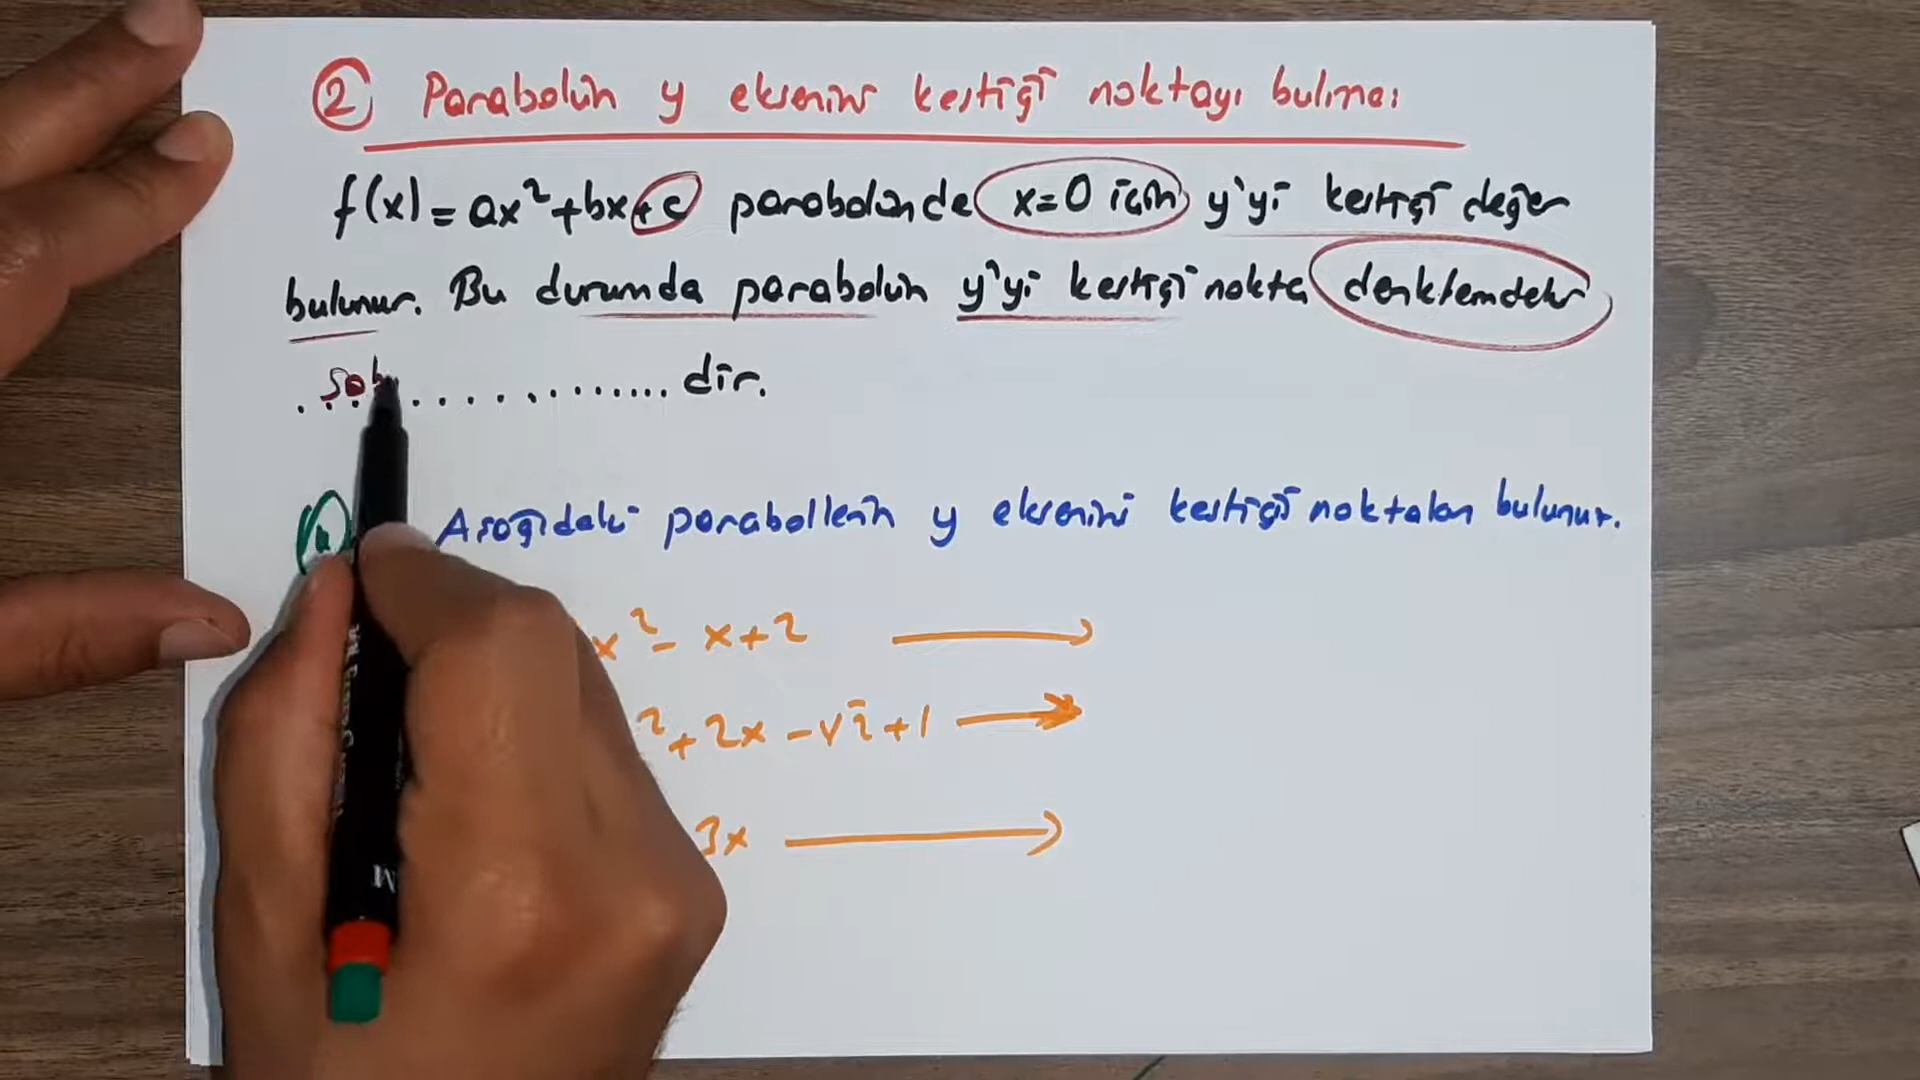 ② Parabolün y eksenini kestiği noktayı bulma:
f(x) = ax²+bx+c parabolünde x=0 için y'yi kestiği değer
bulunur. Bu durumda parabolün y'yi kestiği nokta denklemdeki
.Sab............. dir.
Aşağıdaki parabollerin y eksenini kestiği noktaları bulunur.
x² - x+2 →
² + 2x - √2 + 1 →
3x →